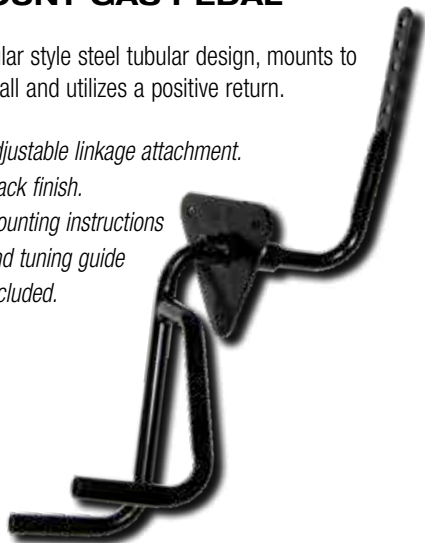 OUNT GAS PEDAL
lar style steel tubular design, mounts to
all and utilizes a positive return.
djustable linkage attachment.
ack finish.
ounting instructions
nd tuning guide
cluded.